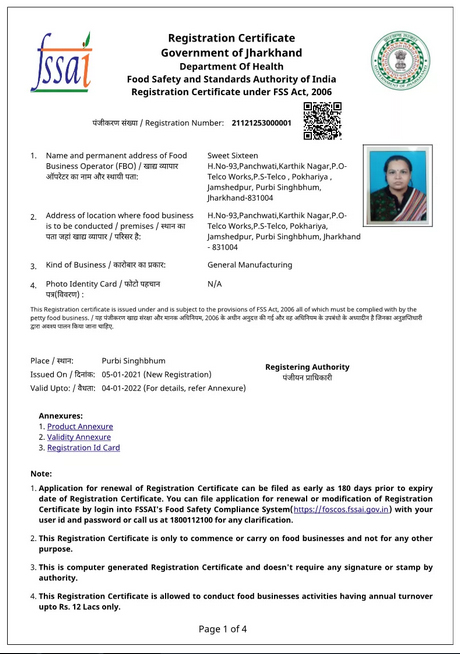 fssai
Registration Certificate
Government of Jharkhand
Department Of Health
Food Safety and Standards Authority of India
Registration Certificate under FSS Act, 2006
पंजीकरण संख्या / Registration Number: 21121253000001
1. Name and permanent address of Food
Business Operator (FBO) / खाद्य व्यापार
ऑपरेटर का नाम और स्थायी पता:
Sweet Sixteen
H.No-93,Panchwati,Karthik Nagar,P.O-
Telco Works,P.S-Telco , Pokhariya ,
Jamshedpur, Purbi Singhbhum,
Jharkhand-831004
2. Address of location where food business
is to be conducted / premises / स्थान का
पता जहां खाद्य व्यापार / परिसर है:
H.No-93,Panchwati,Karthik Nagar,P.O-
Telco Works,P.S-Telco, Pokhariya,
Jamshedpur, Purbi Singhbhum, Jharkhand
- 831004
3. Kind of Business / कारोबार का प्रकार: General Manufacturing
4. Photo Identity Card / फोटो पहचान
पत्र(विवरण) :
N/A
This Registration certificate is issued under and is subject to the provisions of FSS Act, 2006 all of which must be complied with by the
petty food business. / यह पंजीकरण खाद्य संरक्षा और मानक अधिनियम, 2006 के अधीन अनुदत्त की गई और वह अधिनियम के उपबंधों के अध्यादीन है जिनका अनुज्ञप्तिधारी
द्वारा अवश्य पालन किया जाना चाहिए.
Place / स्थान: Purbi Singhbhum
Issued On / दिनांक: 05-01-2021 (New Registration)
Valid Upto: / वैधता: 04-01-2022 (For details, refer Annexure)
Registering Authority
पंजीयन प्राधिकारी
Annexures:
1. Product Annexure
2. Validity Annexure
3. Registration Id Card
Note:
1. Application for renewal of Registration Certificate can be filed as early as 180 days prior to expiry
date of Registration Certificate. You can file application for renewal or modification of Registration
Certificate by login into FSSAI's Food Safety Compliance System(https://foscos.fssai.gov.in) with your
user id and password or call us at 1800112100 for any clarification.
2. This Registration Certificate is only to commence or carry on food businesses and not for any other
purpose.
3. This is computer generated Registration Certificate and doesn't require any signature or stamp by
authority.
4. This Registration Certificate is allowed to conduct food businesses activities having annual turnover
upto Rs. 12 Lacs only.
Page 1 of 4